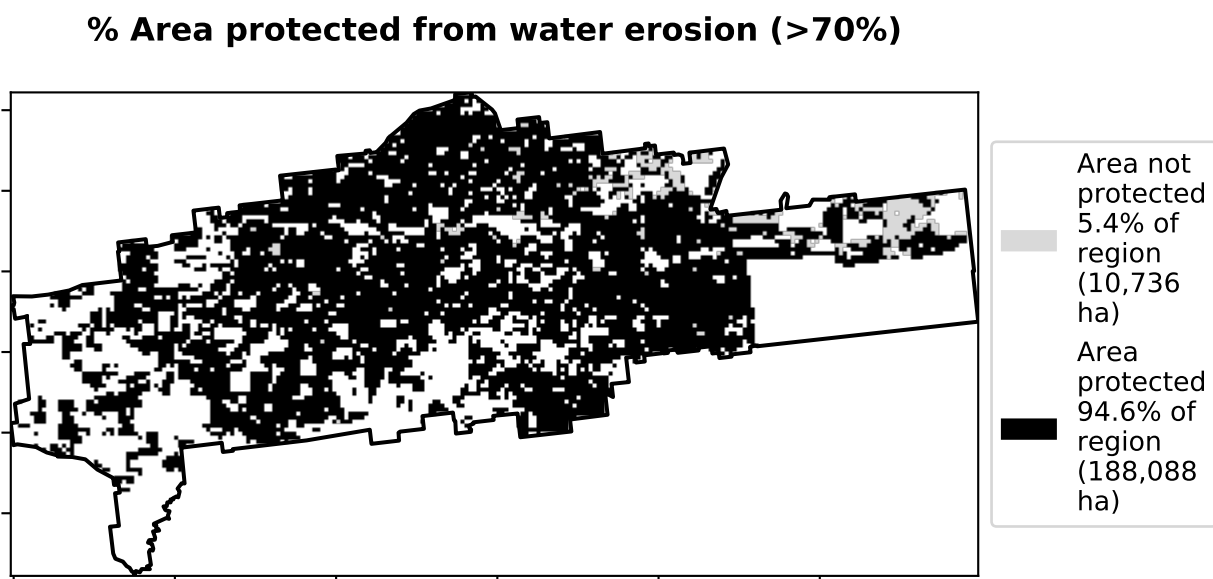 % Area protected from water erosion (>70%)
Area not
protected
5.4% of
region
(10,736
ha)
Area
protected
94.6% of
region
(188,088
ha)